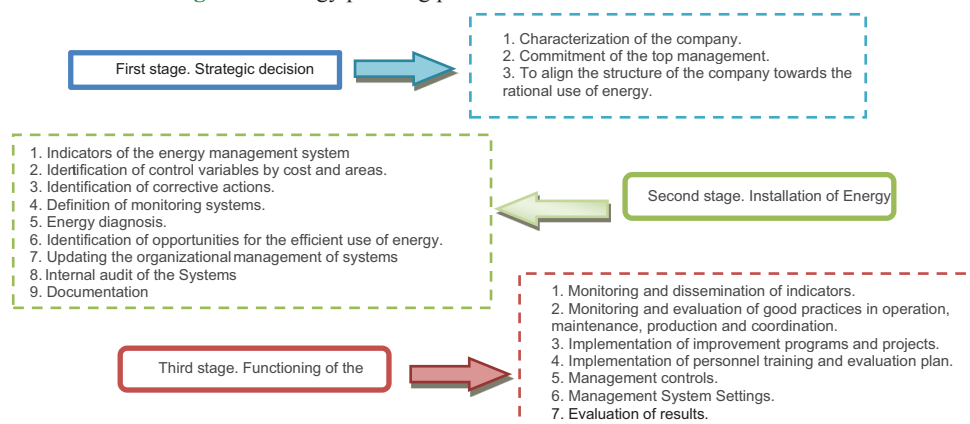 First stage. Strategic decision
1. Characterization of the company.
2. Commitment of the top management.
3. To align the structure of the company towards the
rational use of energy.
1. Indicators of the energy management system
2. Identification of control variables by cost and areas.
3. Identification of corrective actions.
4. Definition of monitoring systems.
5. Energy diagnosis.
6. Identification of opportunities for the efficient use of energy.
7. Updating the organizational management of systems
8. Internal audit of the Systems
9. Documentation
Second stage. Installation of Energy
Third stage. Functioning of the
1. Monitoring and dissemination of indicators.
2. Monitoring and evaluation of good practices in operation,
maintenance, production and coordination.
3. Implementation of improvement programs and projects.
4. Implementation of personnel training and evaluation plan.
5. Management controls.
6. Management System Settings.
7. Evaluation of results.